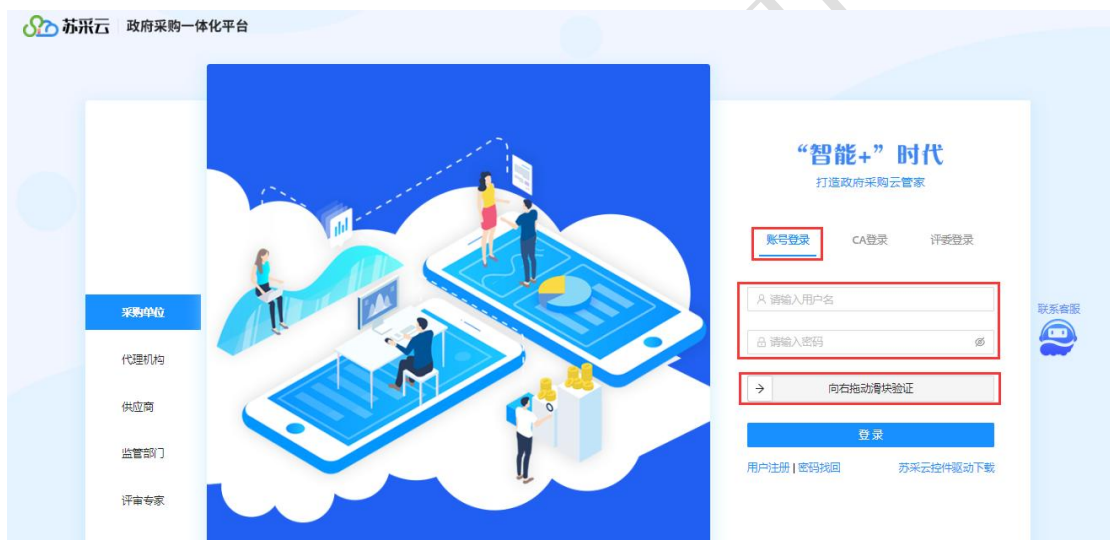 苏采云 政府采购一体化平台
“智能+”时代
打造政府采购云管家
账号登录 CA登录 评委登录
请输入用户名
请输入密码
向右拖动滑块验证
登录
用户注册 | 密码找回 苏采云控件驱动下载
采购单位
代理机构
供应商
监管部门
评审专家
联系客服